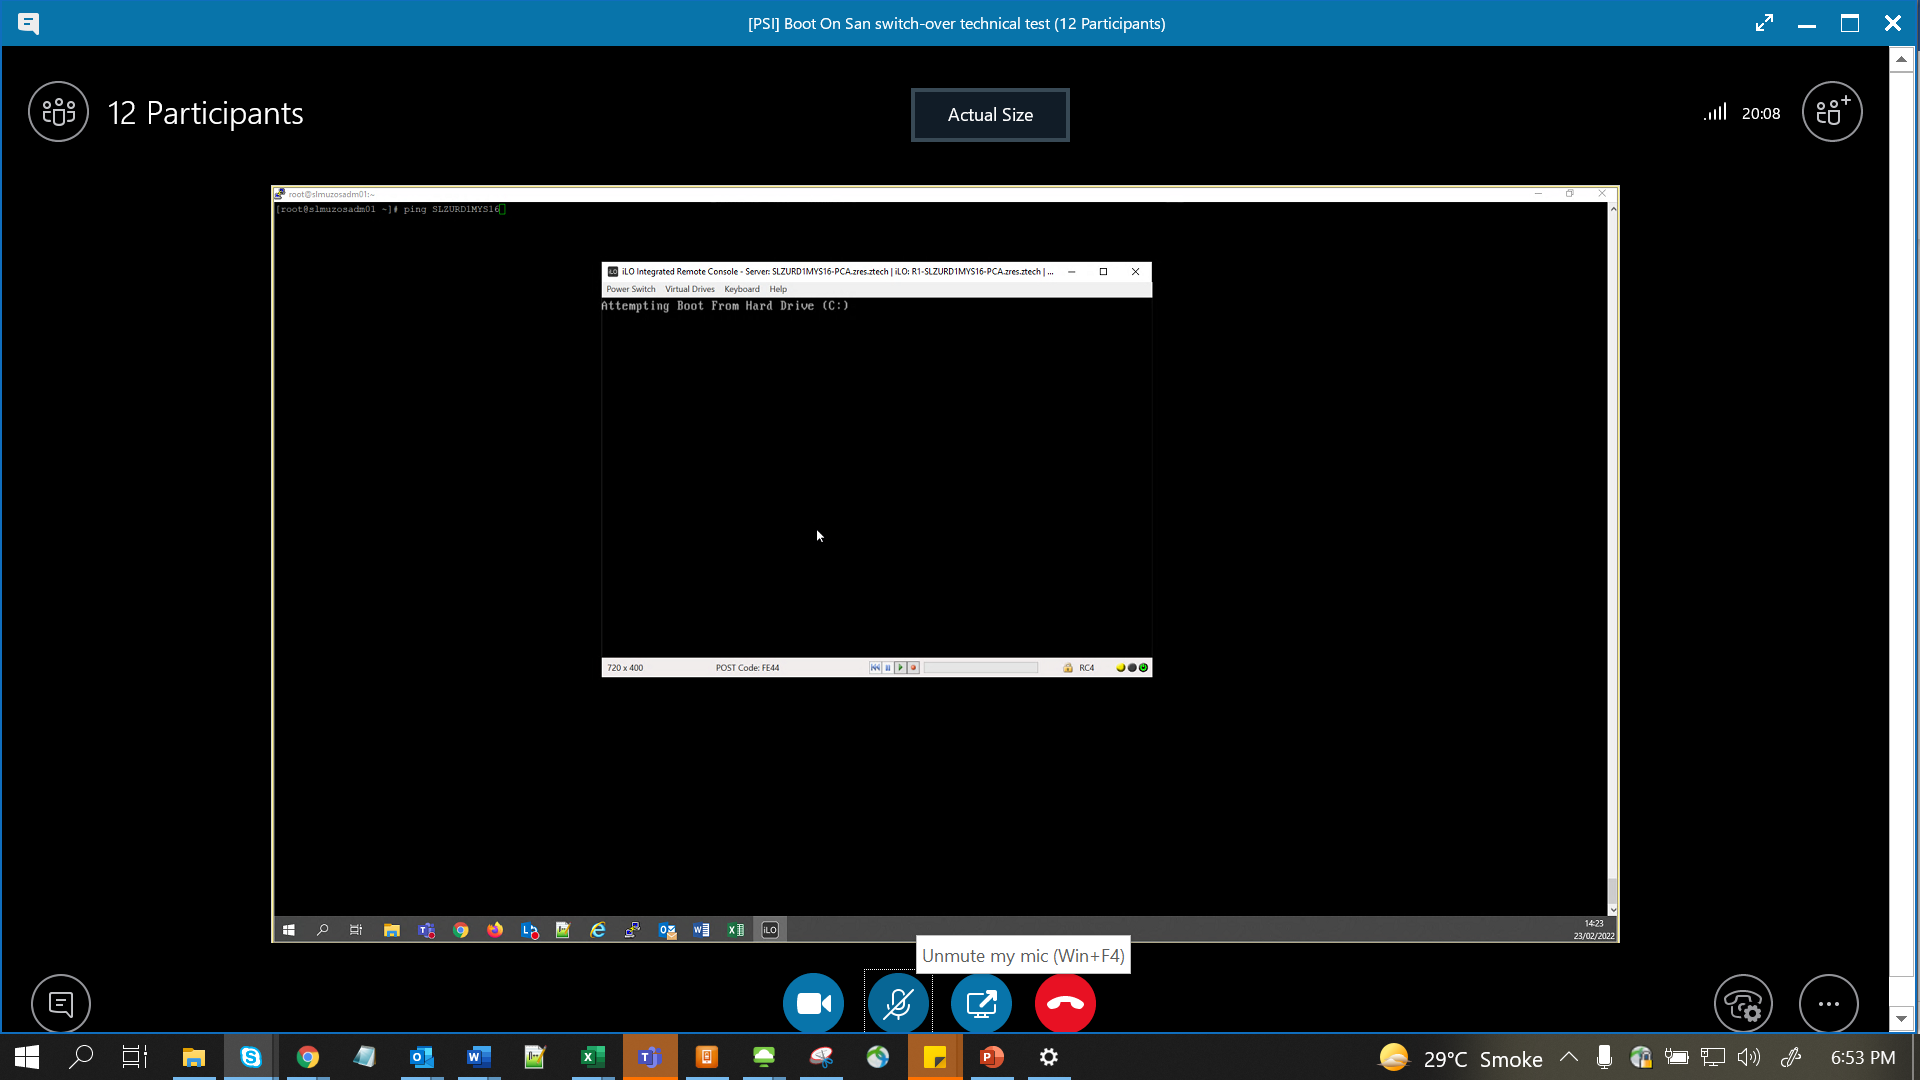 [PSI] Boot On San switch-over technical test (12 Participants)
12 Participants
Actual Size
20:08
root@slmuzosadm01:~
[root@slmuzosadm01 ~]# ping SLZURD1MYS16
iLO Integrated Remote Console - Server: SLZURD1MYS16-PCA.zres.ztech | iLO: R1-SLZURD1MYS16-PCA.zres.ztech | ...
Power Switch Virtual Drives Keyboard Help
Attempting Boot From Hard Drive (C:)
720 x 400 POST Code: FE44 RC4
iLO
14:23
23/02/2022
Unmute my mic (Win+F4)
29°C Smoke
6:53 PM